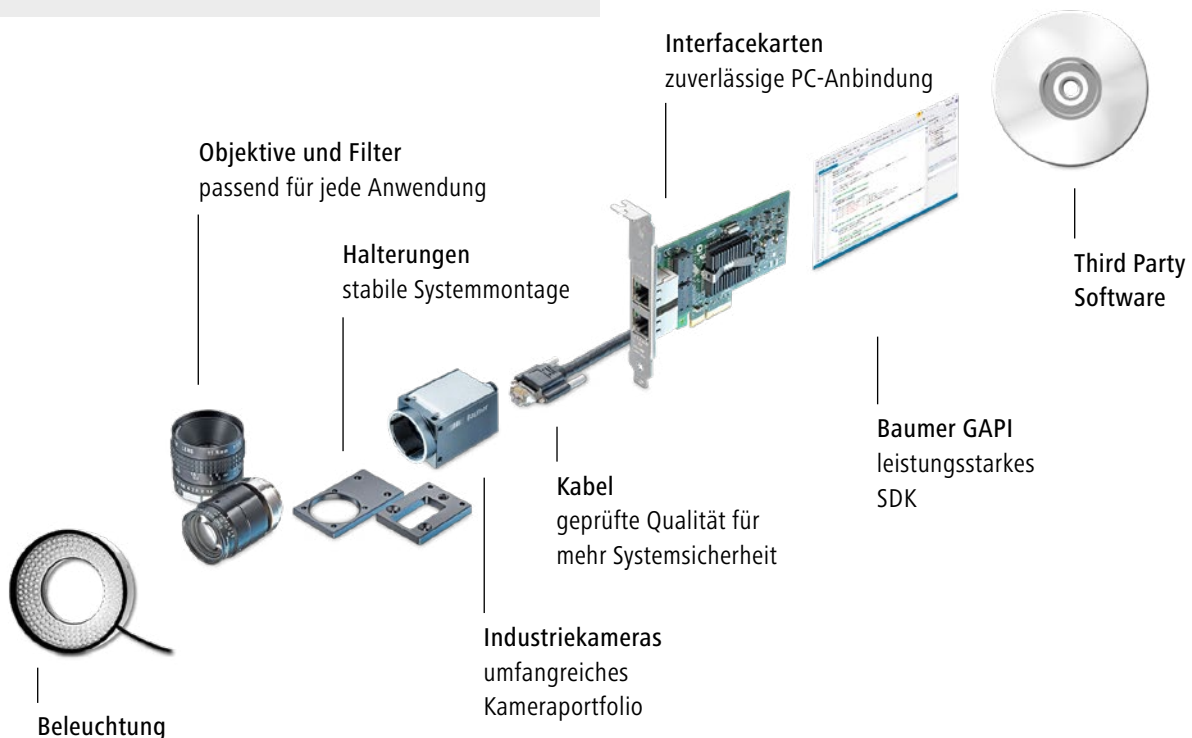 Interfacekarten
zuverlässige PC-Anbindung
Objektive und Filter
passend für jede Anwendung
Halterungen
stabile Systemmontage
Third Party
Software
Baumer GAPI
leistungsstarkes
SDK
Kabel
geprüfte Qualität für
mehr Systemsicherheit
Industriekameras
umfangreiches
Kameraportfolio
Beleuchtung
Baumer